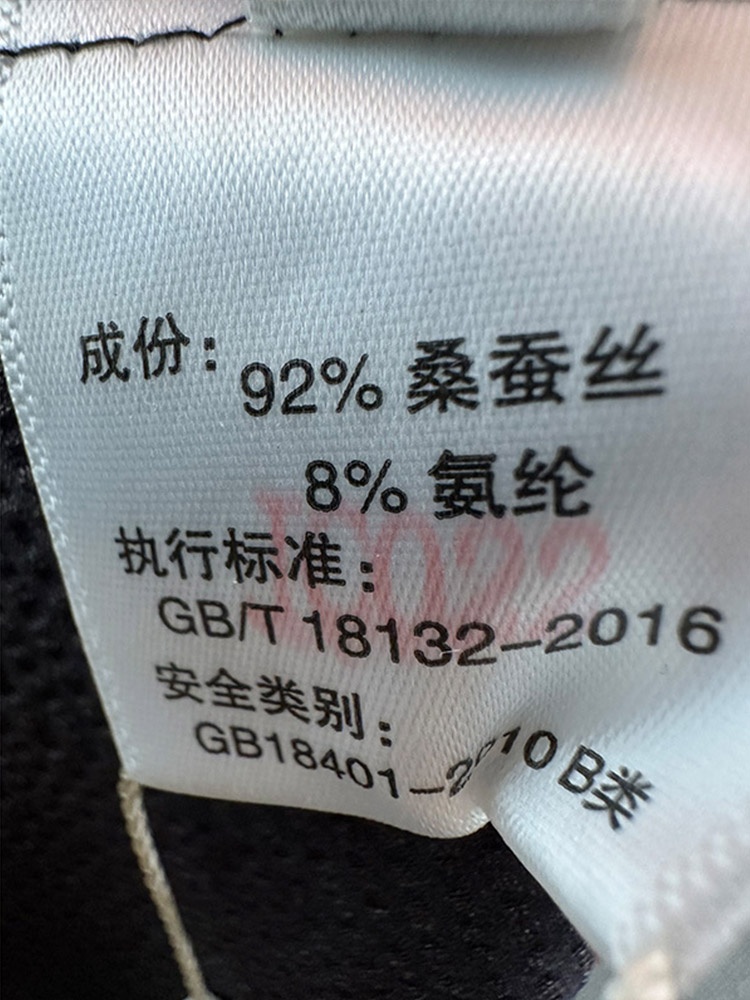 成份：
92% 桑蚕丝
8% 氨纶
执行标准：
GB/T 18132-2016
安全类别：
GB18401-2010 B类